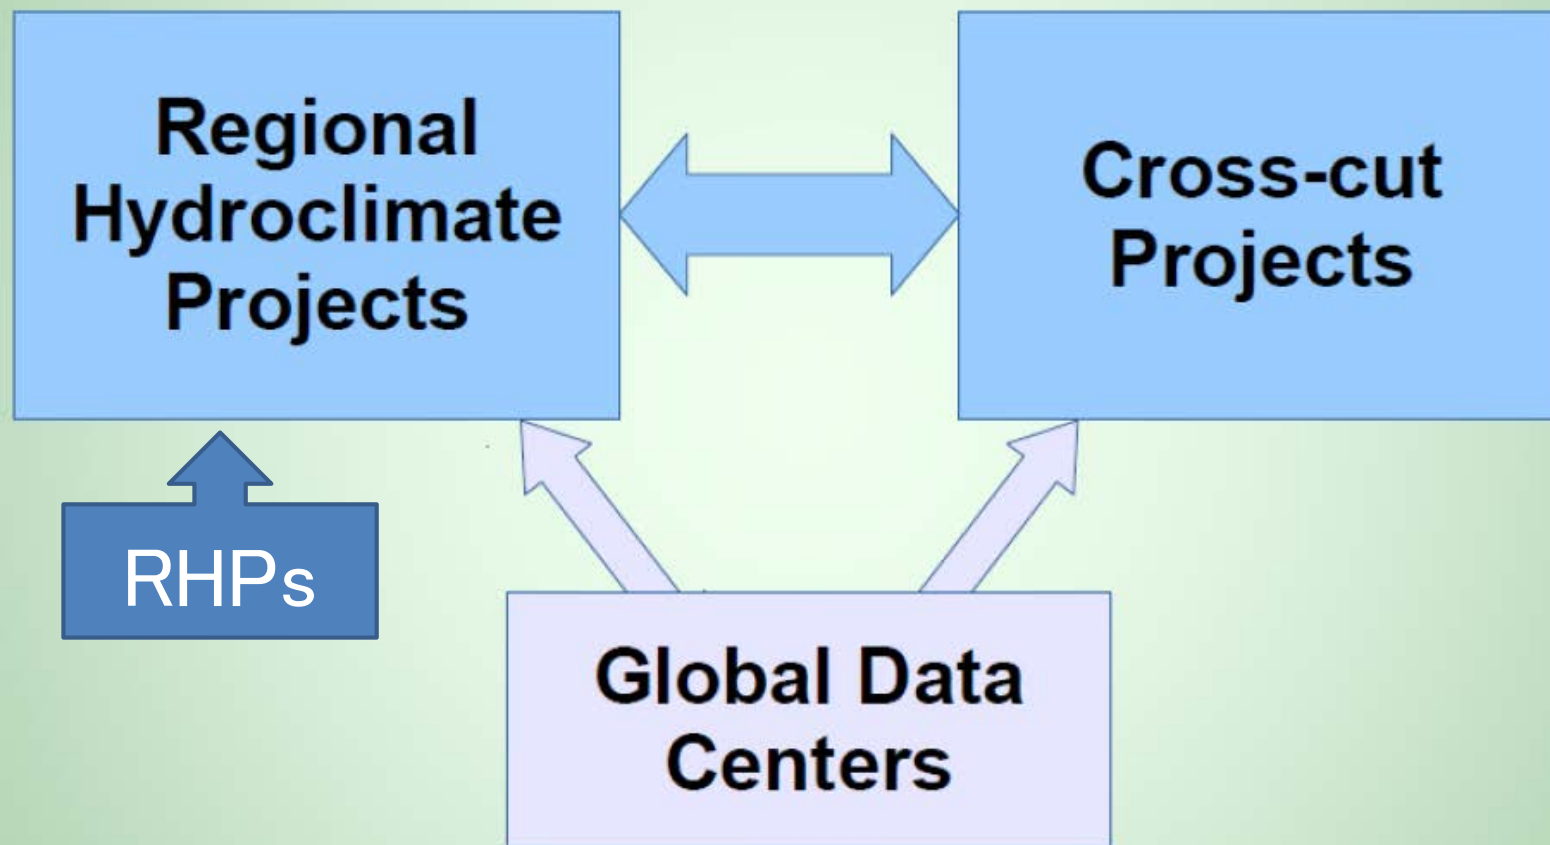 Regional
Hydroclimate
Projects
Cross-cut
Projects
RHPs
Global Data
Centers